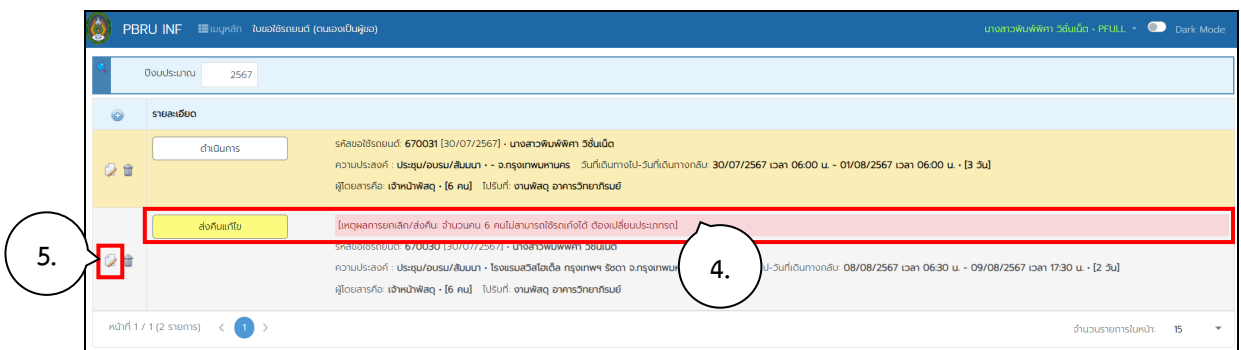 PBRU INF เมนูหลัก ใบขอใช้รถยนต์ (ตนเองเป็นผู้ขอ) นางสาวพิมพ์พิศา วิชั่นเน็ต • PFULL Dark Mode
ปีงบประมาณ 2567
รายละเอียด
ดำเนินการ รหัสขอใช้รถยนต์: 670031 [30/07/2567] • นางสาวพิมพ์พิศา วิชั่นเน็ต
ความประสงค์ : ประชุม/อบรม/สัมมนา • - จ.กรุงเทพมหานคร วันที่เดินทางไป-วันที่เดินทางกลับ: 30/07/2567 เวลา 06:00 น. - 01/08/2567 เวลา 06:00 น. • [3 วัน]
ผู้โดยสารคือ: เจ้าหน้าพัสดุ • [6 คน] ไปรับที่: งานพัสดุ อาคารวิทยาภิรมย์
ส่งคืนแก้ไข [เหตุผลการยกเลิก/ส่งคืน: จำนวนคน 6 คนไม่สามารถใช้รถเก๋งได้ ต้องเปลี่ยนประเภทรถ]
รหัสขอใช้รถยนต์: 670030 [30/07/2567] • นางสาวพิมพ์พิศา วิชั่นเน็ต
5. ความประสงค์ : ประชุม/อบรม/สัมมนา • โรงแรมสวิสโฮเต็ล กรุงเทพฯ รัชดา 4. ไป-วันที่เดินทางกลับ: 08/08/2567 เวลา 06:30 น. - 09/08/2567 เวลา 17:30 น. • [2 วัน]
ผู้โดยสารคือ: เจ้าหน้าพัสดุ • [6 คน] ไปรับที่: งานพัสดุ อาคารวิทยาภิรมย์
หน้าที่ 1 / 1 (2 รายการ) < 1 > จำนวนรายการในหน้า: 15